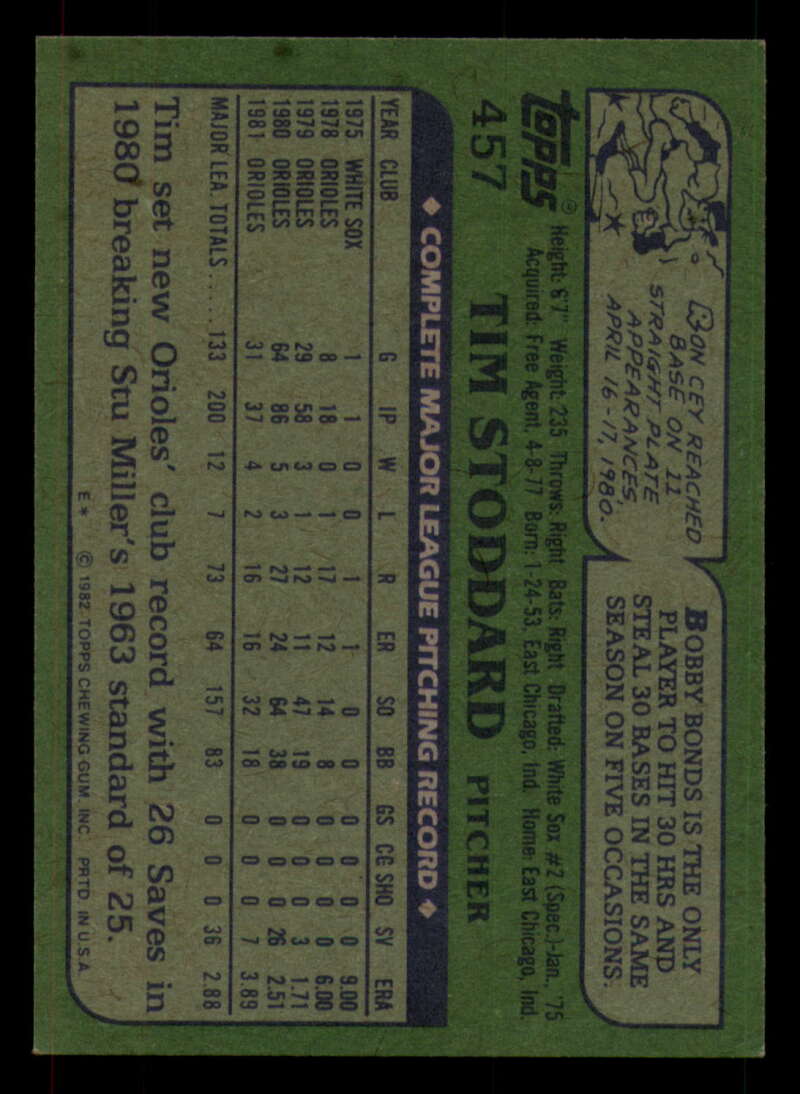 RON CEY REACHED
BASE ON 11
STRAIGHT PLATE
APPEARANCES,
APRIL 16-17, 1980.
BOBBY BONDS IS THE ONLY
PLAYER TO HIT 30 HRS AND
STEAL 30 BASES IN THE SAME
SEASON ON FIVE OCCASIONS.
Topps®
Height: 6'7" Weight: 235 Throws: Right Bats: Right Drafted: White Sox #2 (Spec.)-Jan., '75
Acquired: Free Agent, 4-8-77 Born: 1-24-53, East Chicago, Ind. Home: East Chicago, Ind.
457 TIM STODDARD PITCHER
COMPLETE MAJOR LEAGUE PITCHING RECORD
YEAR CLUB G IP W L R ER SO BB GS CG SHO SV ERA
1975 WHITE SOX 1 1 0 0 1 1 0 0 0 0 0 0 9.00
1978 ORIOLES 8 18 0 1 17 12 14 8 0 0 0 0 6.00
1979 ORIOLES 29 58 3 1 12 11 47 19 0 0 0 3 1.71
1980 ORIOLES 64 86 5 3 27 24 64 38 0 0 0 26 2.51
1981 ORIOLES 31 37 4 2 16 16 32 18 0 0 0 7 3.89
MAJOR LEA. TOTALS ..... 133 200 12 7 73 64 157 83 0 0 0 36 2.88
Tim set new Orioles' club record with 26 Saves in
1980 breaking Stu Miller's 1963 standard of 25.
E* © 1982 TOPPS CHEWING GUM, INC. PRTD. IN U.S.A.